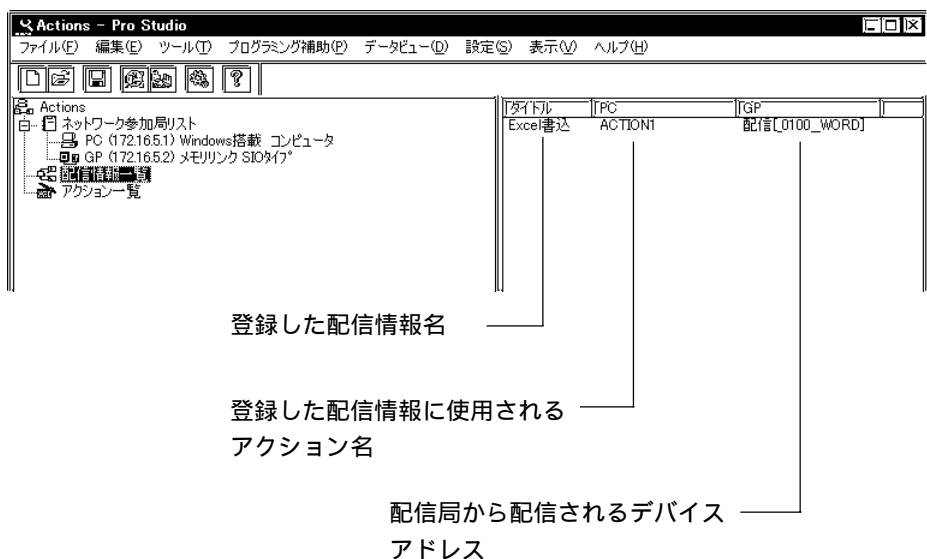 Actions - Pro Studio
ファイル(F) 編集(E) ツール(T) プログラミング補助(P) データビュー(D) 設定(S) 表示(V) ヘルプ(H)
Actions
ネットワーク参加局リスト
PC (172.16.5.1) Windows搭載 コンピュータ
GP (172.16.5.2) メモリリンク SIOタイプ
配信情報一覧
アクション一覧
タイトル PC GP
Excel書込 ACTION1 配信[_0100_WORD]
登録した配信情報名
登録した配信情報に使用される
アクション名
配信局から配信されるデバイス
アドレス